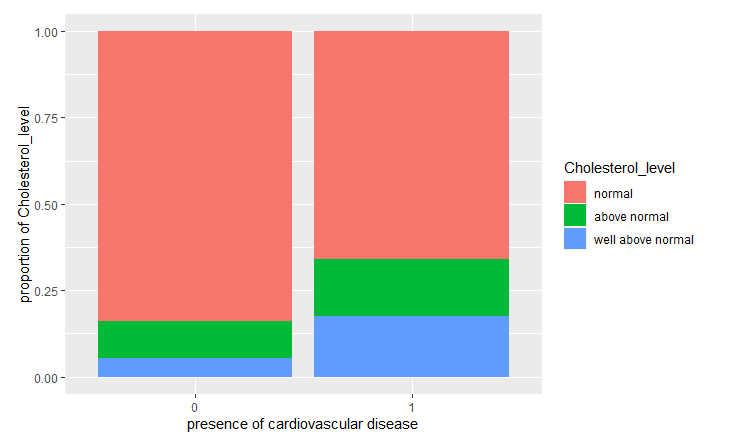 1.00
0.75
0.50
0.25
0.00
proportion of Cholesterol_level
0
1
presence of cardiovascular disease
Cholesterol_level
normal
above normal
well above normal